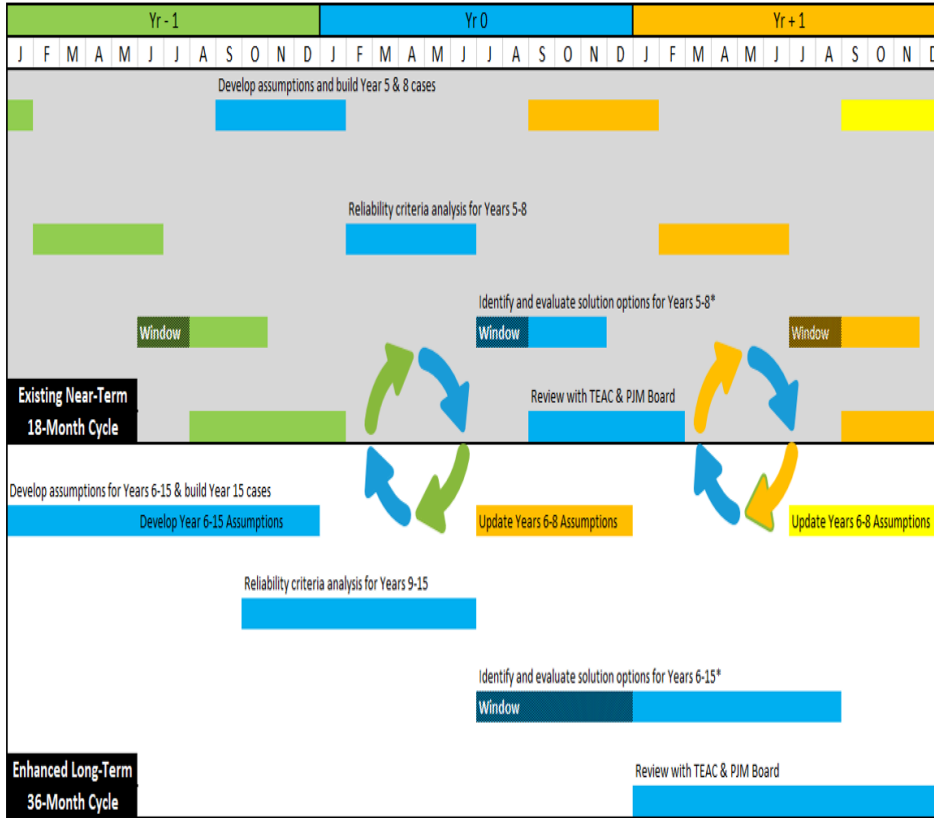 Yr - 1 Yr 0 Yr + 1
J F M A M J J A S O N D J F M A M J J A S O N D J F M A M J J A S O N D
Develop assumptions and build Year 5 & 8 cases
Reliability criteria analysis for Years 5-8
Identify and evaluate solution options for Years 5-8*
Window Window Window
Existing Near-Term
18-Month Cycle
Review with TEAC & PJM Board
Develop assumptions for Years 6-15 & build Year 15 cases
Develop Year 6-15 Assumptions Update Years 6-8 Assumptions Update Years 6-8 Assumptions
Reliability criteria analysis for Years 9-15
Identify and evaluate solution options for Years 6-15*
Window
Enhanced Long-Term
36-Month Cycle
Review with TEAC & PJM Board